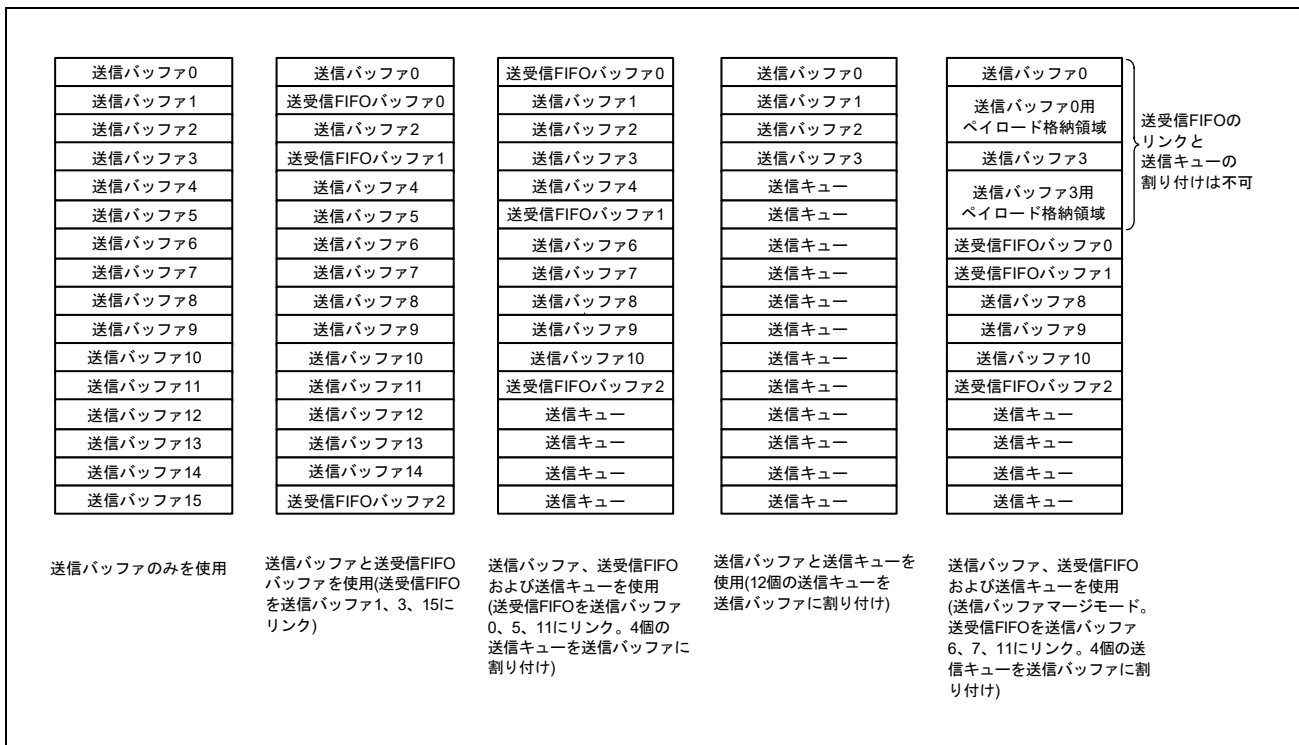 送信バッファ0
送信バッファ1
送信バッファ2
送信バッファ3
送信バッファ4
送信バッファ5
送信バッファ6
送信バッファ7
送信バッファ8
送信バッファ9
送信バッファ10
送信バッファ11
送信バッファ12
送信バッファ13
送信バッファ14
送信バッファ15
送信バッファのみを使用
送信バッファ0
送受信FIFOバッファ0
送信バッファ2
送受信FIFOバッファ1
送信バッファ4
送信バッファ5
送信バッファ6
送信バッファ7
送信バッファ8
送信バッファ9
送信バッファ10
送信バッファ11
送信バッファ12
送信バッファ13
送信バッファ14
送受信FIFOバッファ2
送信バッファと送受信FIFO
バッファを使用(送受信FIFO
を送信バッファ1、3、15に
リンク)
送受信FIFOバッファ0
送信バッファ1
送信バッファ2
送信バッファ3
送信バッファ4
送受信FIFOバッファ1
送信バッファ6
送信バッファ7
送信バッファ8
送信バッファ9
送信バッファ10
送受信FIFOバッファ2
送信キュー
送信キュー
送信キュー
送信キュー
送信バッファ、送受信FIFO
および送信キューを使用
(送受信FIFOを送信バッファ
0、5、11にリンク。4個の
送信キューを送信バッファに
割り付け)
送信バッファ0
送信バッファ1
送信バッファ2
送信バッファ3
送信キュー
送信キュー
送信キュー
送信キュー
送信キュー
送信キュー
送信キュー
送信キュー
送信キュー
送信キュー
送信キュー
送信キュー
送信バッファと送信キューを
使用(12個の送信キューを
送信バッファに割り付け)
送信バッファ0
送信バッファ0用
ペイロード格納領域
送信バッファ3
送信バッファ3用
ペイロード格納領域
送受信FIFOバッファ0
送受信FIFOバッファ1
送信バッファ8
送信バッファ9
送信バッファ10
送受信FIFOバッファ2
送信キュー
送信キュー
送信キュー
送信キュー
送受信FIFOの
リンクと
送信キューの
割り付けは不可
送信バッファ、送受信FIFO
および送信キューを使用
(送信バッファマージモード。
送受信FIFOを送信バッファ
6、7、11にリンク。4個の送
信キューを送信バッファに割
り付け)